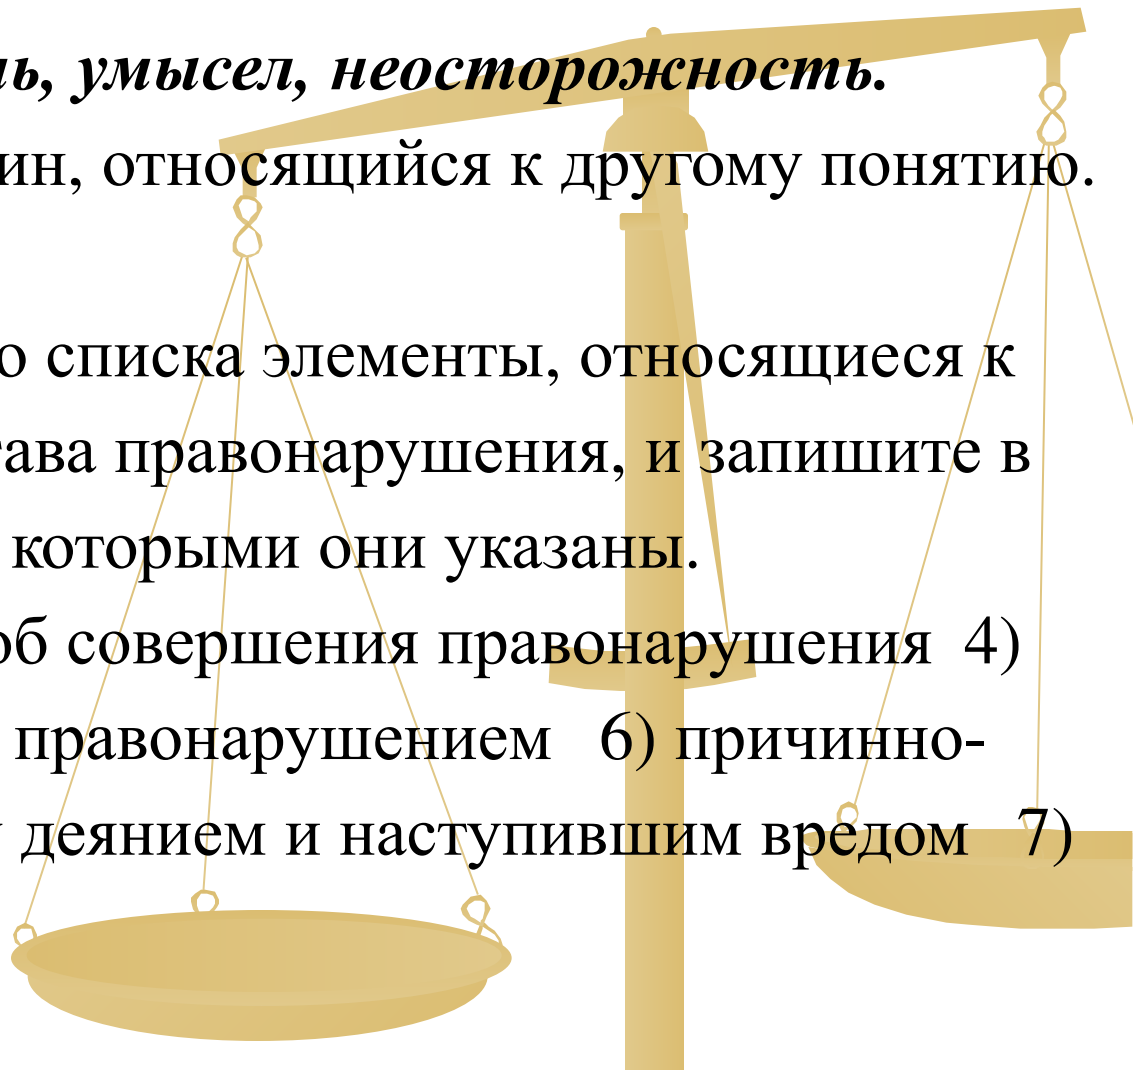 ь, умысел, неосторожность.
ин, относящийся к другому понятию.
о списка элементы, относящиеся к
ава правонарушения, и запишите в
которыми они указаны.
об совершения правонарушения 4)
правонарушением 6) причинно-
деянием и наступившим вредом 7)